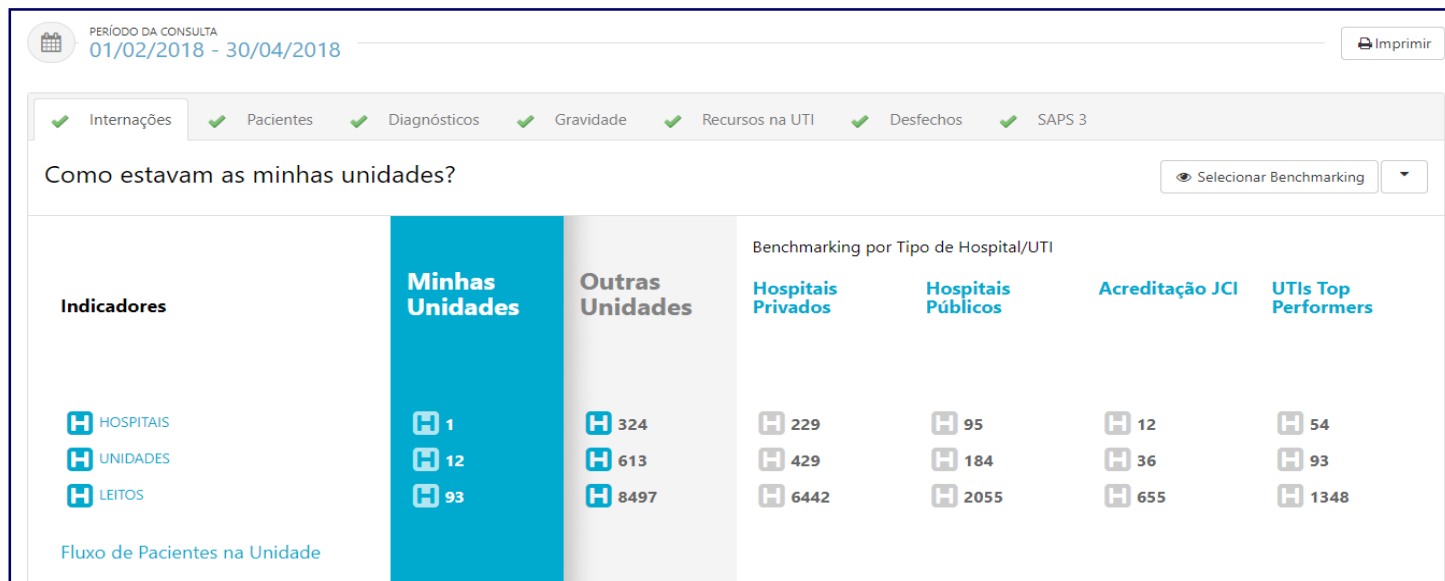 PERÍODO DA CONSULTA
01/02/2018 - 30/04/2018
Imprimir
Internações Pacientes Diagnósticos Gravidade Recursos na UTI Desfechos SAPS 3
Como estavam as minhas unidades?
Selecionar Benchmarking
Benchmarking por Tipo de Hospital/UTI
Indicadores
Minhas
Unidades
Outras
Unidades
Hospitais
Privados
Hospitais
Públicos
Acreditação JCI
UTIs Top
Performers
H HOSPITAIS H 1 H 324 H 229 H 95 H 12 H 54
H UNIDADES H 12 H 613 H 429 H 184 H 36 H 93
H LEITOS H 93 H 8497 H 6442 H 2055 H 655 H 1348
Fluxo de Pacientes na Unidade